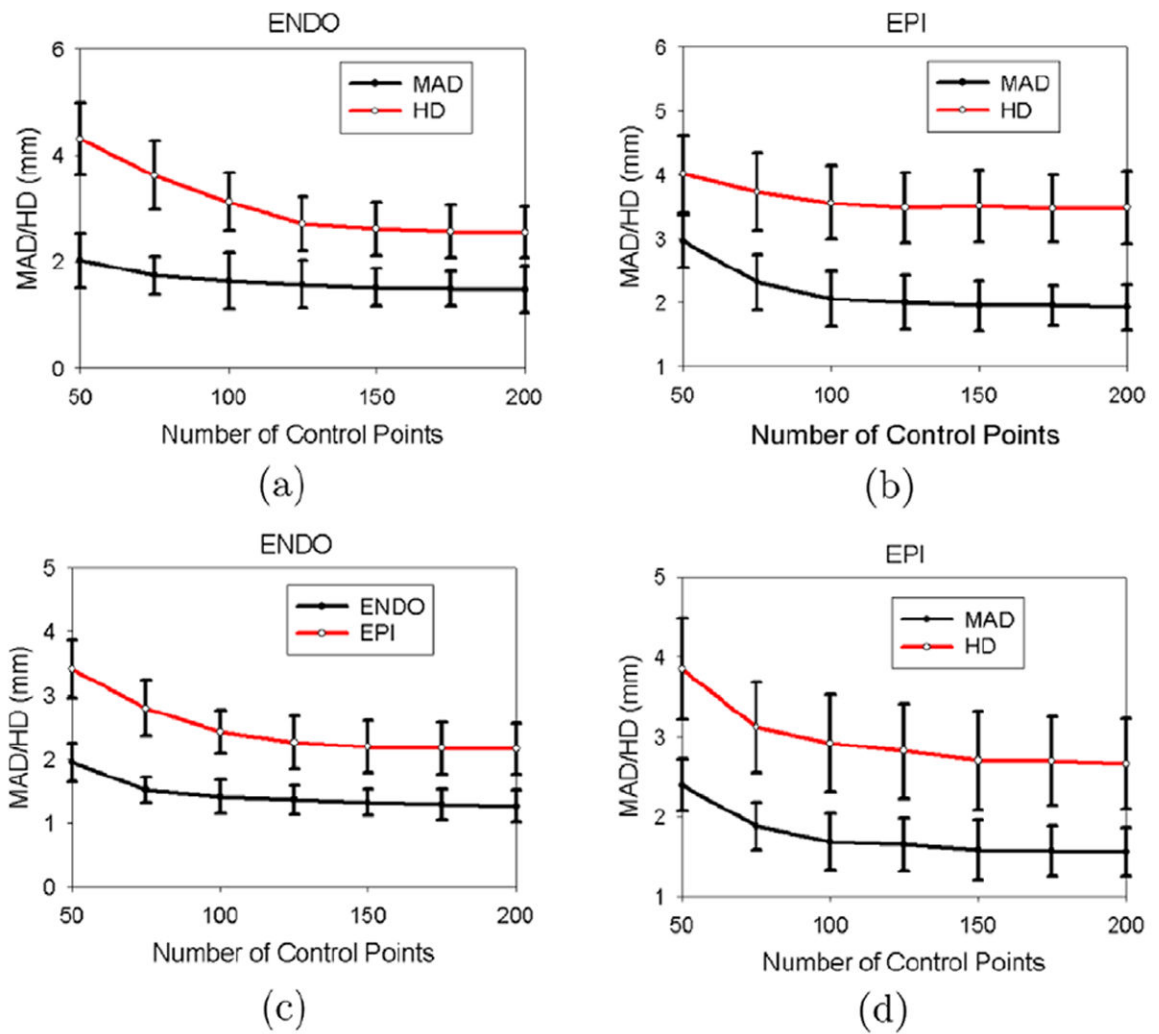 ENDO
6
4
2
0
MAD/HD (mm)
MAD
HD
50
100
150
200
Number of Control Points
(a)
EPI
6
5
4
3
2
1
MAD/HD (mm)
MAD
HD
50
100
150
200
Number of Control Points
(b)
ENDO
5
4
3
2
1
0
MAD/HD (mm)
ENDO
EPI
50
100
150
200
Number of Control Points
(c)
EPI
5
4
3
2
1
MAD/HD (mm)
MAD
HD
50
100
150
200
Number of Control Points
(d)